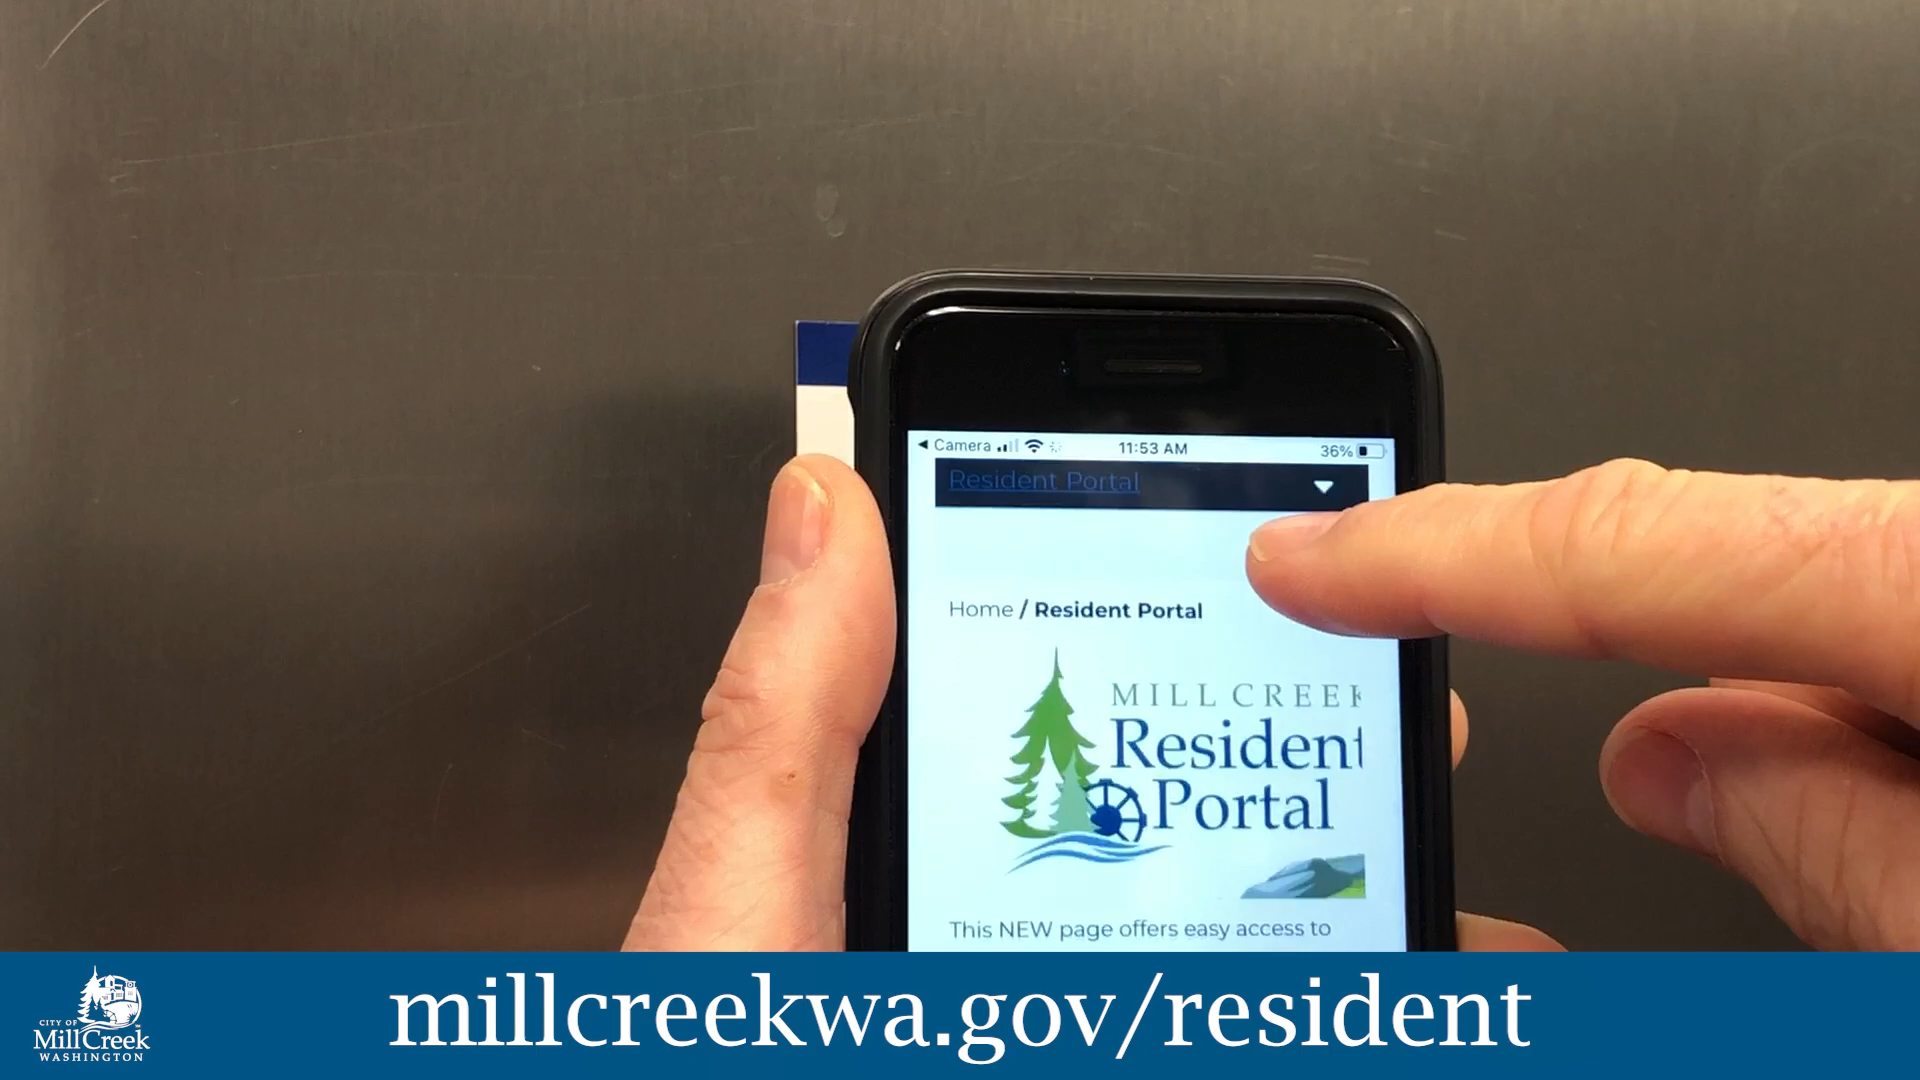 Camera 11:53 AM 36%
Resident Portal
Home / Resident Portal
MILL CREEK
Resident
Portal
This NEW page offers easy access to
CITY OF
Mill Creek
WASHINGTON
millcreekwa.gov/resident